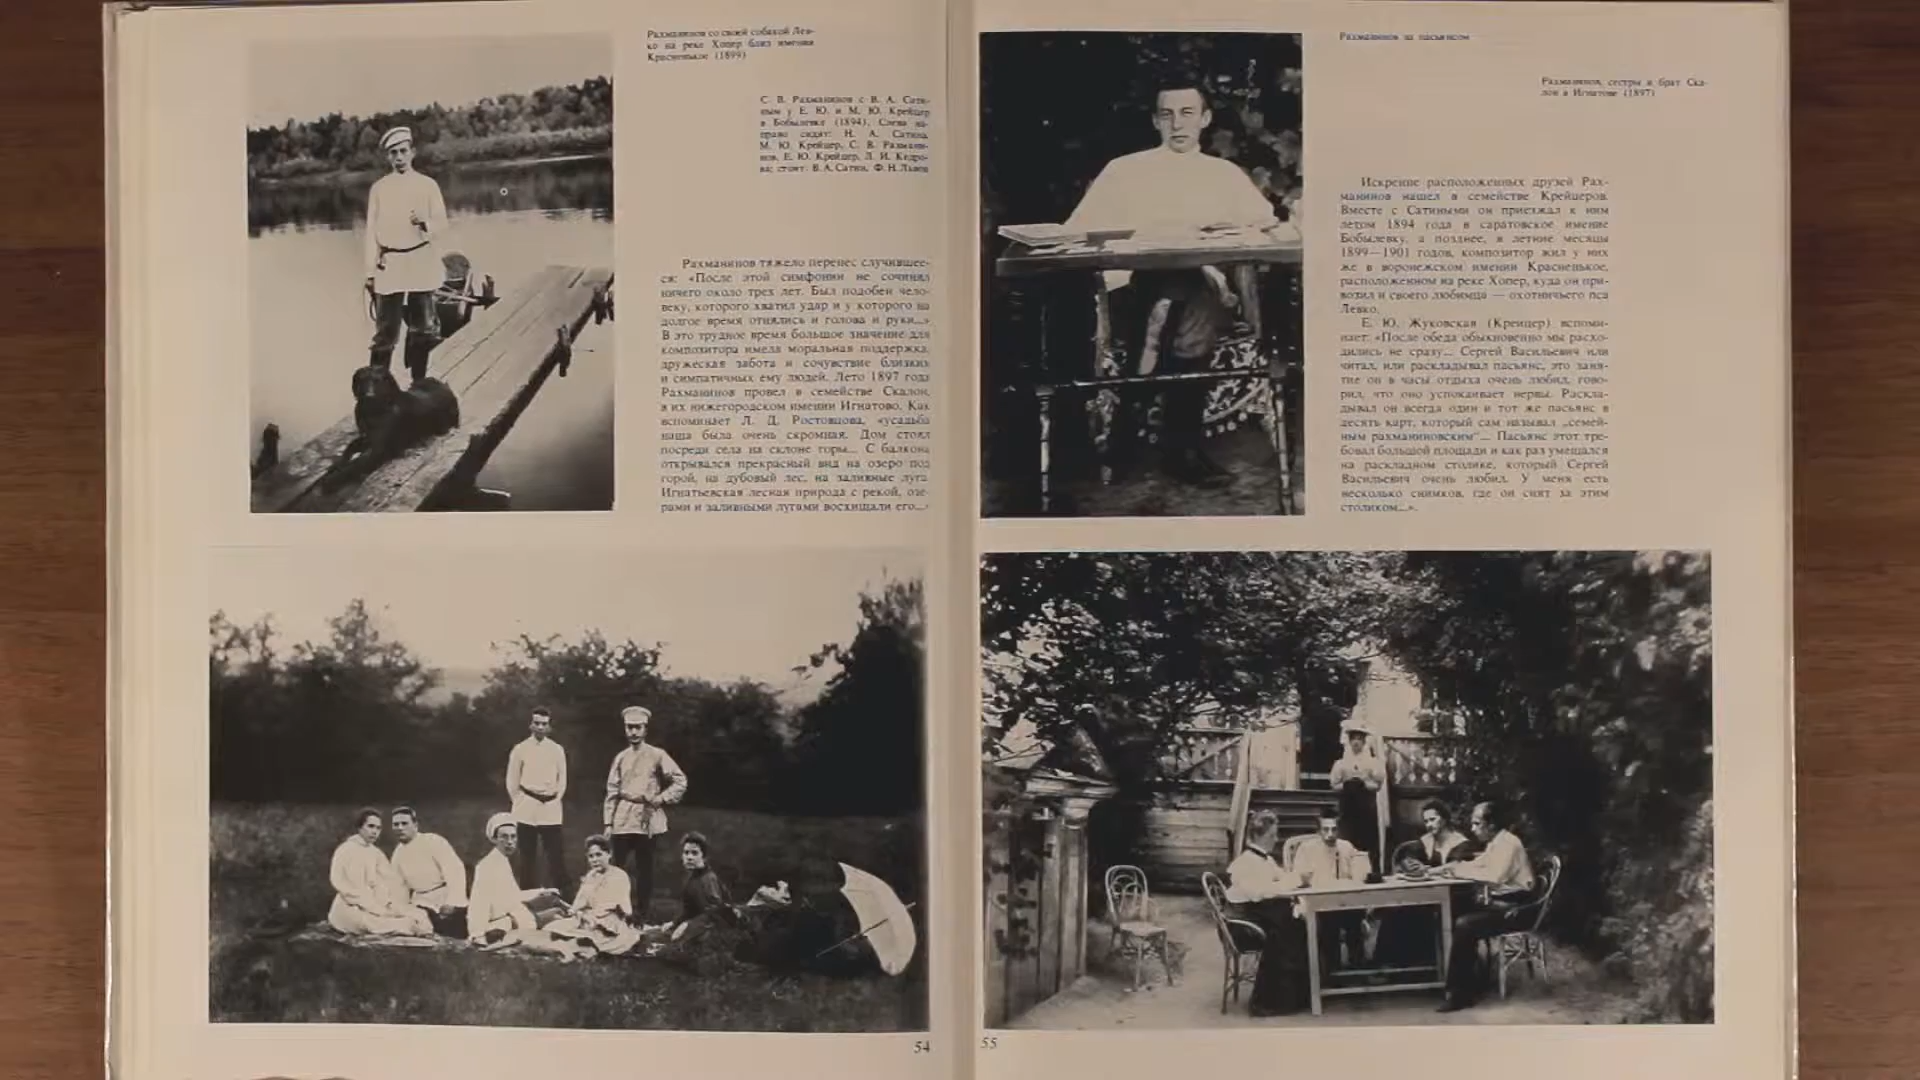 Рахманинов со своей собакой Лев-
ко на реке Хопер близ имения
Красненькое (1899)
С. В. Рахманинов с В. А. Сати-
ным у Е. Ю. и М. Ю. Крейцер
в Бобылевке (1894). Слева на-
право сидят: Н. А. Сатина,
М. Ю. Крейцер, С. В. Рахмани-
нов, Е. Ю. Крейцер, Л. И. Кедро-
ва; стоят: В. А. Сатин, Ф. Н. Львов
Рахманинов тяжело перенес случившее-
ся: «После этой симфонии не сочинял
ничего около трех лет. Был подобен чело-
веку, которого хватил удар и у которого на
долгое время отнялись и голова и руки...»
В это трудное время большое значение для
композитора имела моральная поддержка,
дружеская забота и сочувствие близких
и симпатичных ему людей. Лето 1897 года
Рахманинов провел в семействе Скалон,
в их нижегородском имении Игнатово. Как
вспоминает Л. Д. Ростовцова, «усадьба
наша была очень скромная. Дом стоял
посреди села на склоне горы... С балкона
открывался прекрасный вид на озеро под
горой, на дубовый лес, на заливные луга.
Игнатьевская лесная природа с рекой, озе-
рами и заливными лугами восхищали его...»
54
Рахманинов за пасьянсом
Рахманинов, сестры и брат Ска-
лон в Игнатове (1897)
Искренне расположенных друзей Рах-
манинов нашел в семействе Крейцеров.
Вместе с Сатиными он приезжал к ним
летом 1894 года в саратовское имение
Бобылевку, а позднее, в летние месяцы
1899—1901 годов, композитор жил у них
же в воронежском имении Красненькое,
расположенном на реке Хопер, куда он при-
возил и своего любимца — охотничьего пса
Левко.
Е. Ю. Жуковская (Крейцер) вспоми-
нает: «После обеда обыкновенно мы расхо-
дились не сразу... Сергей Васильевич или
читал, или раскладывал пасьянс, это заня-
тие он в часы отдыха очень любил, гово-
рил, что оно успокаивает нервы. Раскла-
дывал он всегда один и тот же пасьянс в
десять карт, который сам называл „семей-
ным рахманиновским“... Пасьянс этот тре-
бовал большой площади и как раз умещался
на раскладном столике, который Сергей
Васильевич очень любил. У меня есть
несколько снимков, где он снят за этим
столиком...».
55